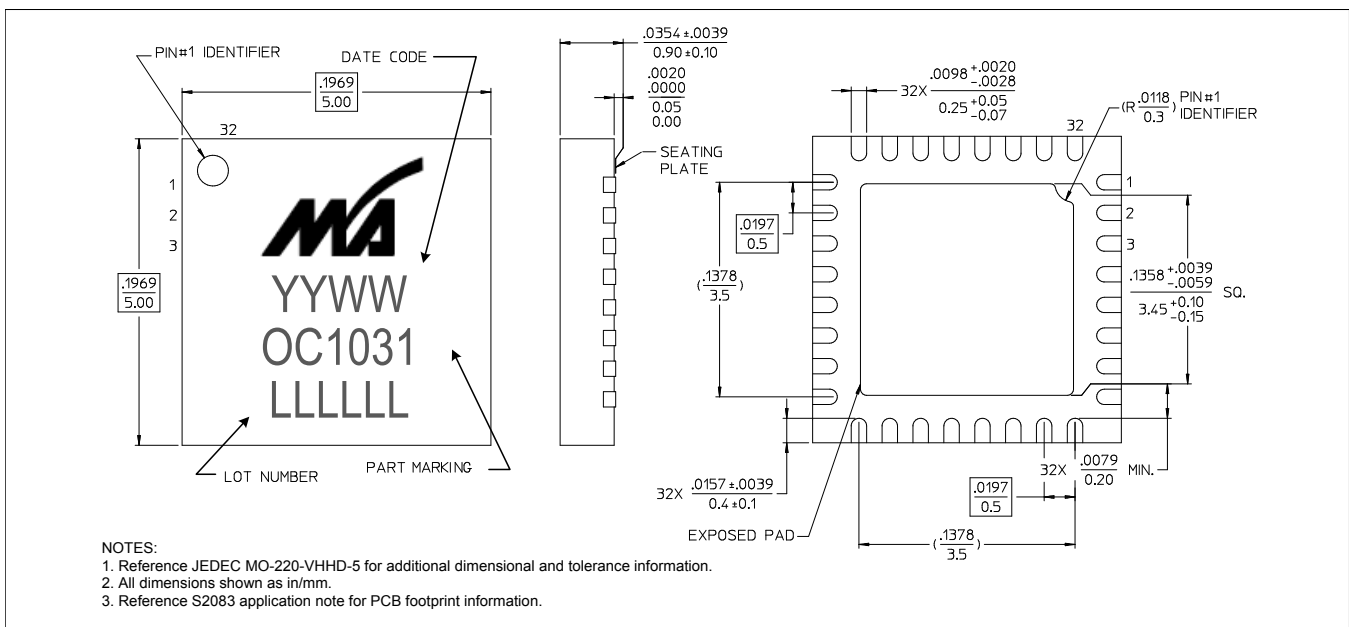 PIN#1 IDENTIFIER
DATE CODE
.1969
5.00
32
1
2
3
.1969
5.00
MA
YYWW
OC1031
LLLLLL
LOT NUMBER
PART MARKING
.0354 ±.0039
0.90 ±0.10
.0020
.0000
0.05
0.00
SEATING
PLATE
32X .0098 +.0020 -.0028
0.25 +0.05 -0.07
(R .0118 / 0.3) PIN#1
IDENTIFIER
32
1
2
3
.0197
0.5
(.1378 / 3.5)
.1358 +.0039 -.0059
3.45 +0.10 -0.15
SQ.
32X .0157 ±.0039
0.4 ±0.1
32X .0079 MIN.
0.20
.0197
0.5
EXPOSED PAD
(.1378 / 3.5)
NOTES:
1. Reference JEDEC MO-220-VHHD-5 for additional dimensional and tolerance information.
2. All dimensions shown as in/mm.
3. Reference S2083 application note for PCB footprint information.